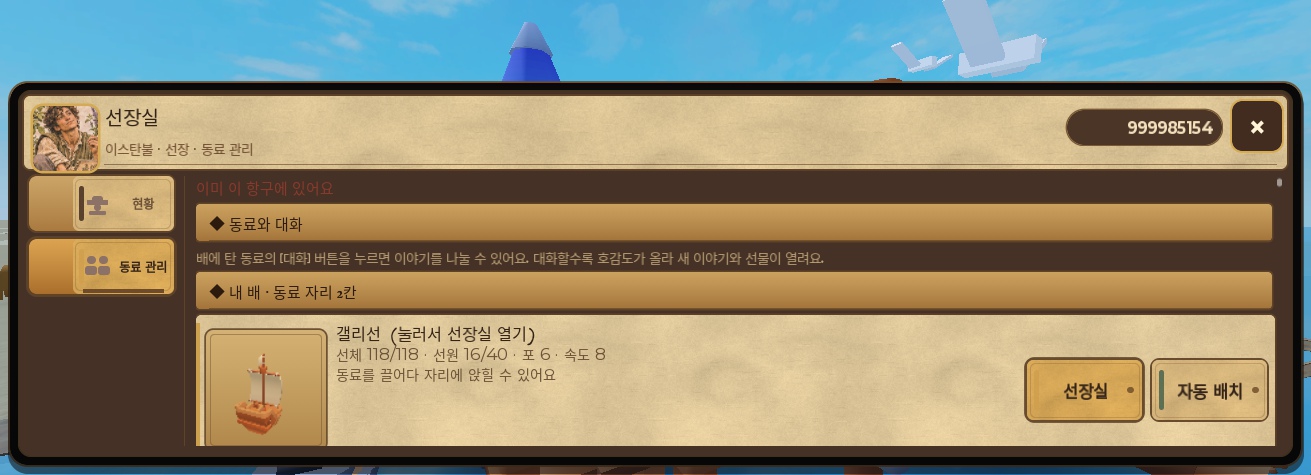 선장실
이스탄불 · 선장 · 동료 관리
999985154
×
현황
동료 관리
이미 이 항구에 있어요
◆ 동료와 대화
배에 탄 동료의 [대화] 버튼을 누르면 이야기를 나눌 수 있어요. 대화할수록 호감도가 올라 새 이야기와 선물이 열려요.
◆ 내 배 · 동료 자리 2칸
갤리선 (눌러서 선장실 열기)
선체 118/118 · 선원 16/40 · 포 6 · 속도 8
동료를 끌어다 자리에 앉힐 수 있어요
선장실
자동 배치